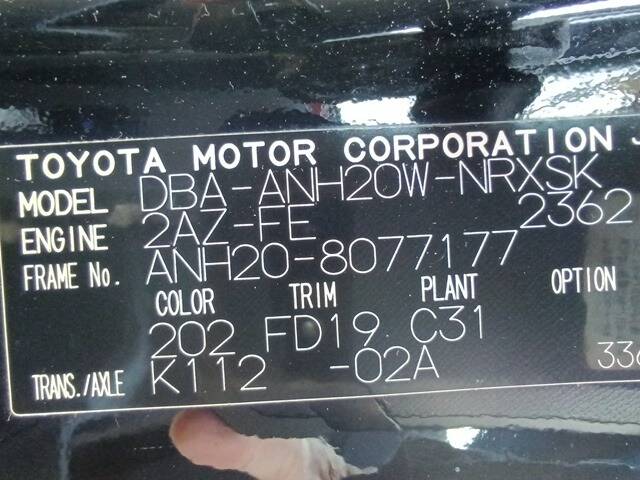 TOYOTA MOTOR CORPORATION
MODEL DBA-ANH20W-NRXSK
ENGINE 2AZ-FE 2362
FRAME No. ANH20-8077177
COLOR TRIM PLANT OPTION
202 FD19 C31
TRANS./AXLE K112 -02A 336